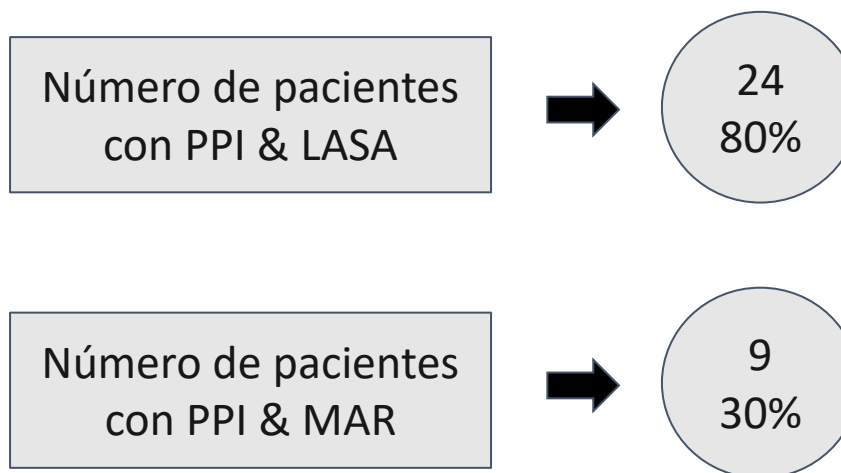 Número de pacientes
con PPI & LASA
24
80%
Número de pacientes
con PPI & MAR
9
30%